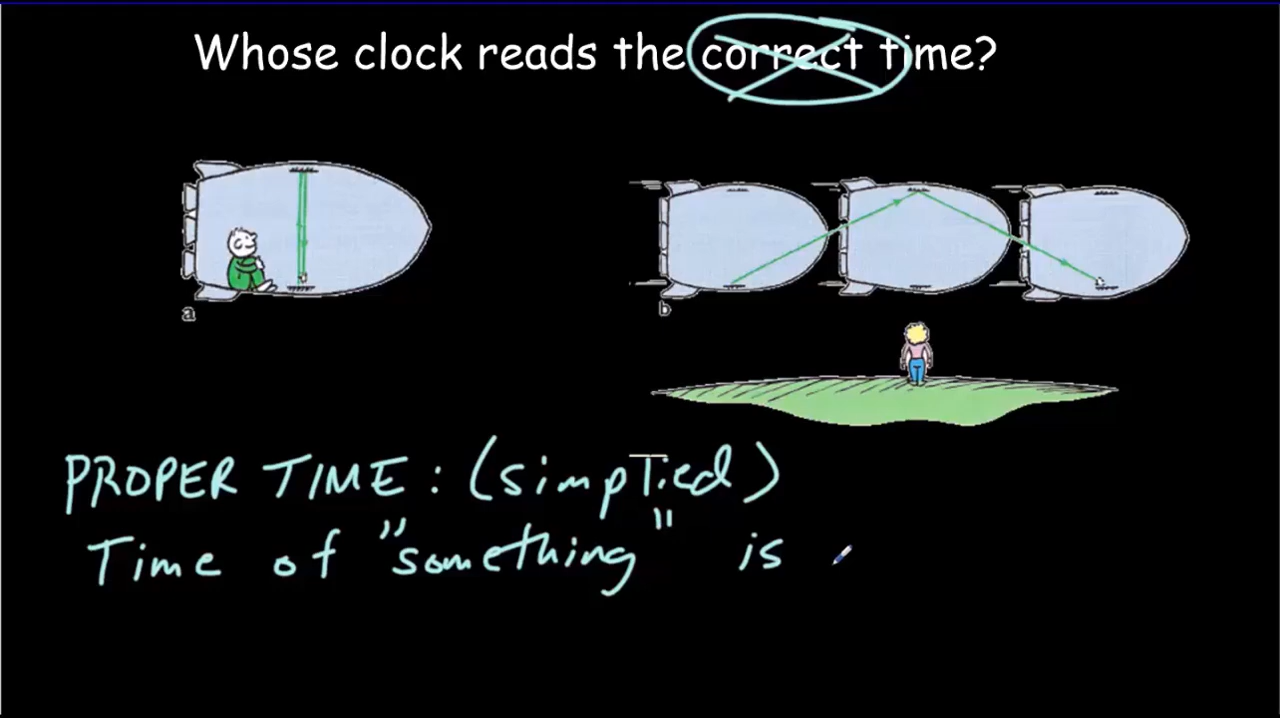 Whose clock reads the correct time?
a
b
PROPER TIME: (simplified)
Time of "something" is